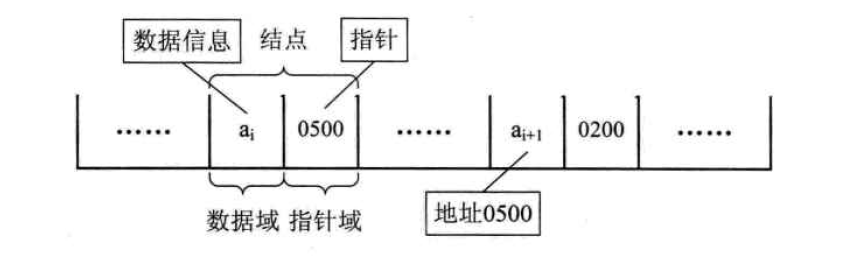 数据信息 结点 指针
…… aᵢ 0500 …… aᵢ₊₁ 0200 ……
数据域 指针域 地址0500